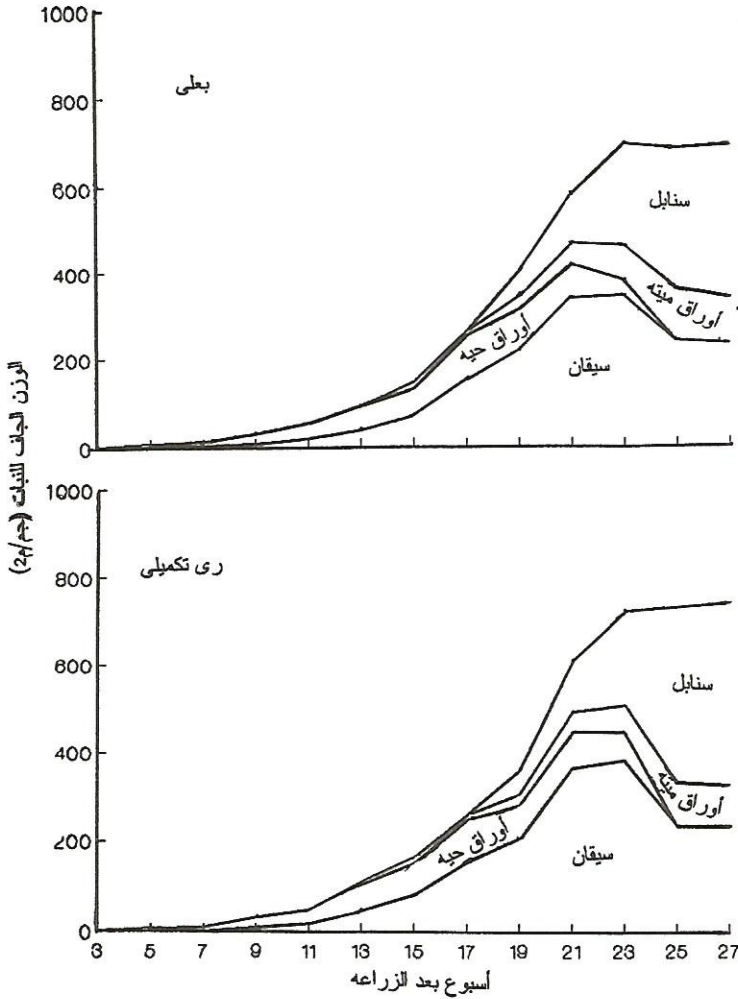 1000
800
600
400
200
0
بعلى
سنابل
أوراق ميته
أوراق حيه
سيقان
الوزن الجاف للنبات (جم/م2)
1000
800
600
400
200
0
رى تكميلى
سنابل
أوراق ميته
أوراق حيه
سيقان
3 5 7 9 11 13 15 17 19 21 23 25 27
أسبوع بعد الزراعه